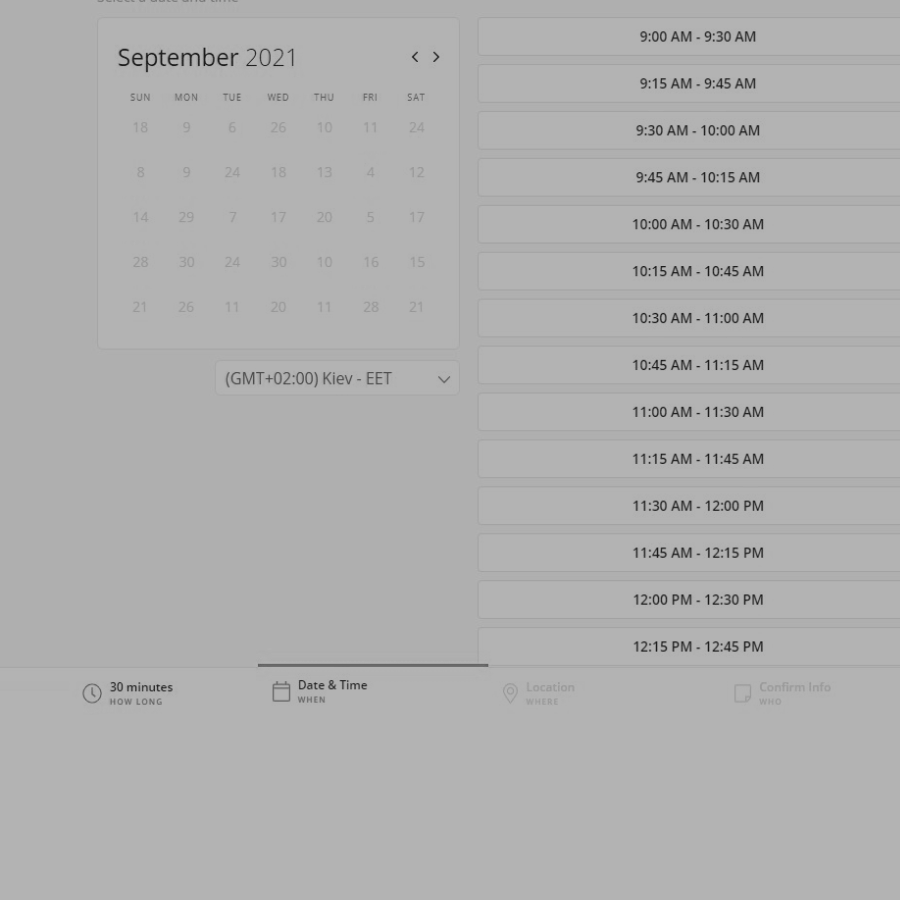 Select a date and time
September 2021
SUN MON TUE WED THU FRI SAT
18 9 6 26 10 11 24
8 9 24 18 13 4 12
14 29 7 17 20 5 17
28 30 24 30 10 16 15
21 26 11 20 11 28 21
(GMT+02:00) Kiev - EET
9:00 AM - 9:30 AM
9:15 AM - 9:45 AM
9:30 AM - 10:00 AM
9:45 AM - 10:15 AM
10:00 AM - 10:30 AM
10:15 AM - 10:45 AM
10:30 AM - 11:00 AM
10:45 AM - 11:15 AM
11:00 AM - 11:30 AM
11:15 AM - 11:45 AM
11:30 AM - 12:00 PM
11:45 AM - 12:15 PM
12:00 PM - 12:30 PM
12:15 PM - 12:45 PM
30 minutes
HOW LONG
Date & Time
WHEN
Location
WHERE
Confirm Info
WHO